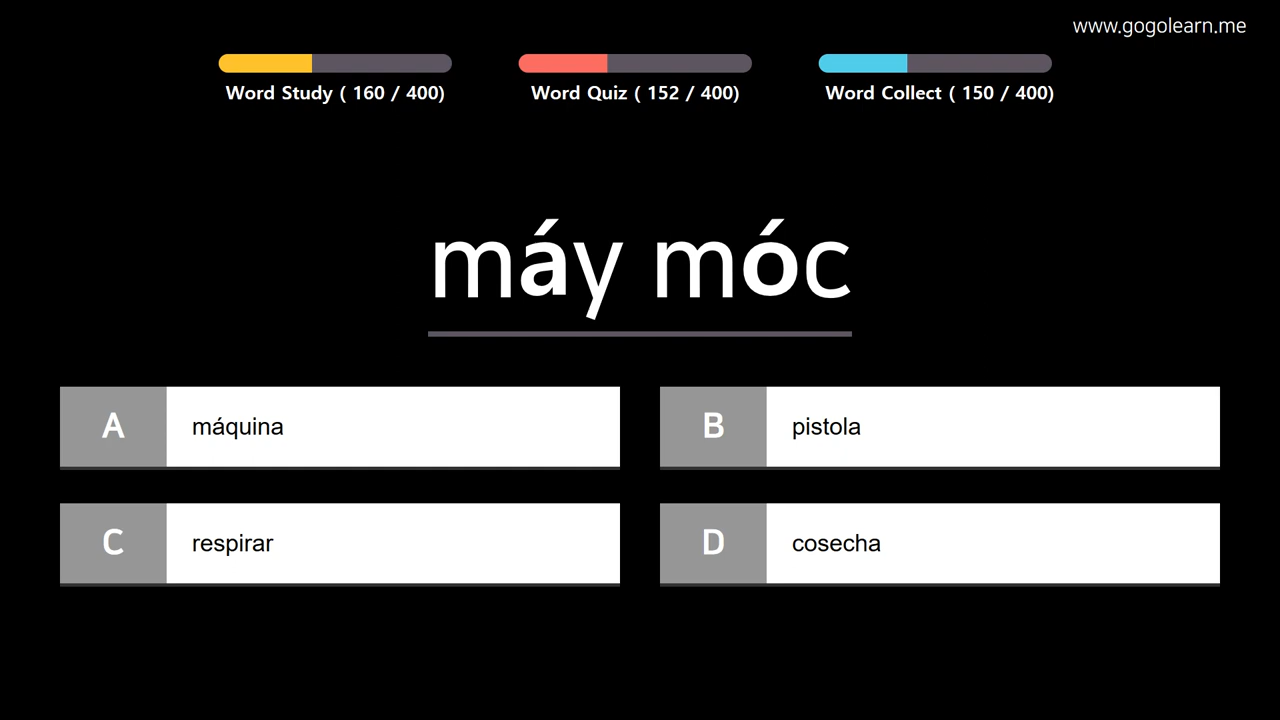 www.gogolearn.me
Word Study ( 160 / 400)
Word Quiz ( 152 / 400)
Word Collect ( 150 / 400)
máy móc
A máquina
B pistola
C respirar
D cosecha